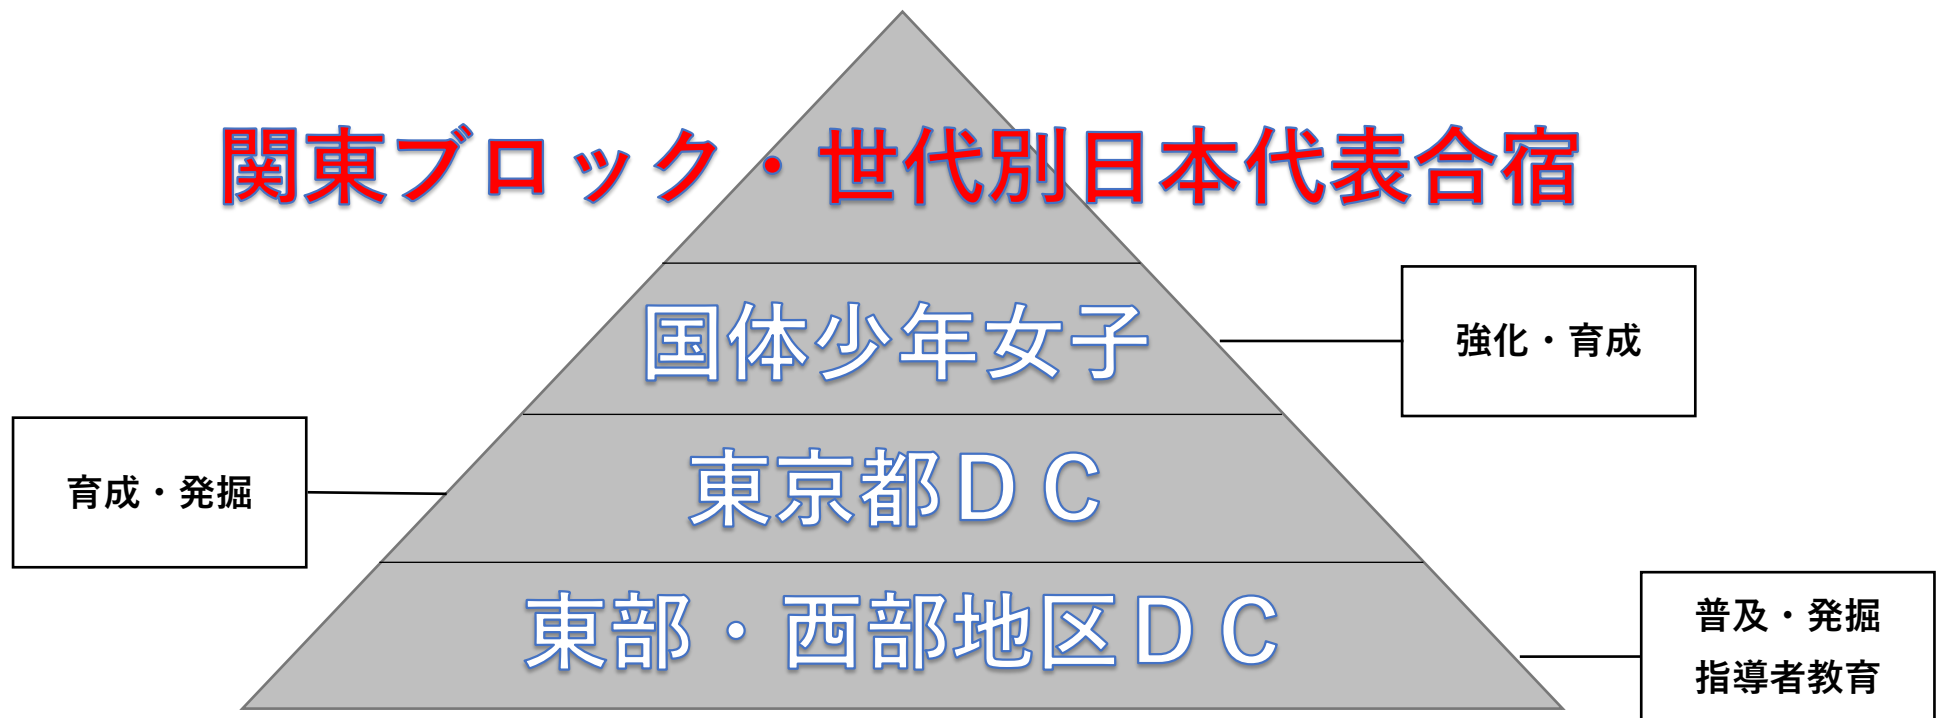 関東ブロック・世代別日本代表合宿
国体少年女子
強化・育成
東京都ＤＣ
育成・発掘
東部・西部地区ＤＣ
普及・発掘
指導者教育